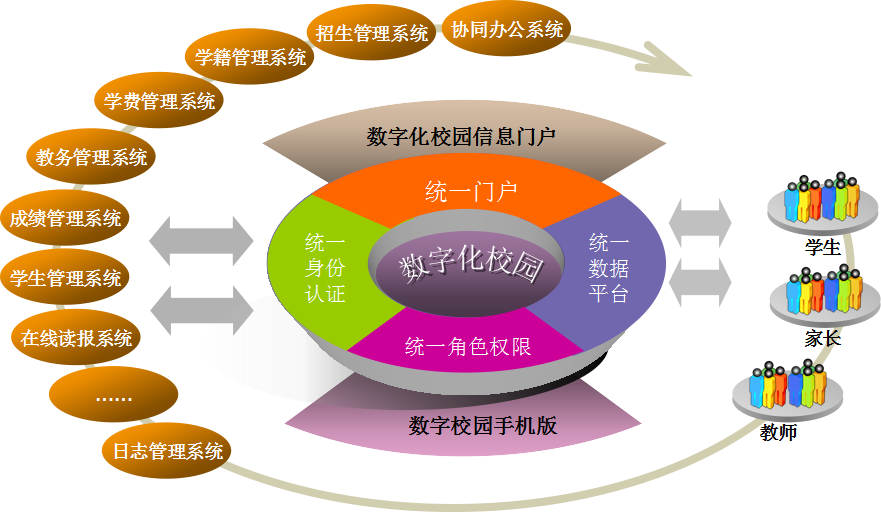 协同办公系统
招生管理系统
学籍管理系统
学费管理系统
教务管理系统
成绩管理系统
学生管理系统
在线读报系统
……
日志管理系统
数字化校园信息门户
统一门户
统一
身份
认证
数字化校园
统一
数据
平台
统一角色权限
数字校园手机版
学生
家长
教师